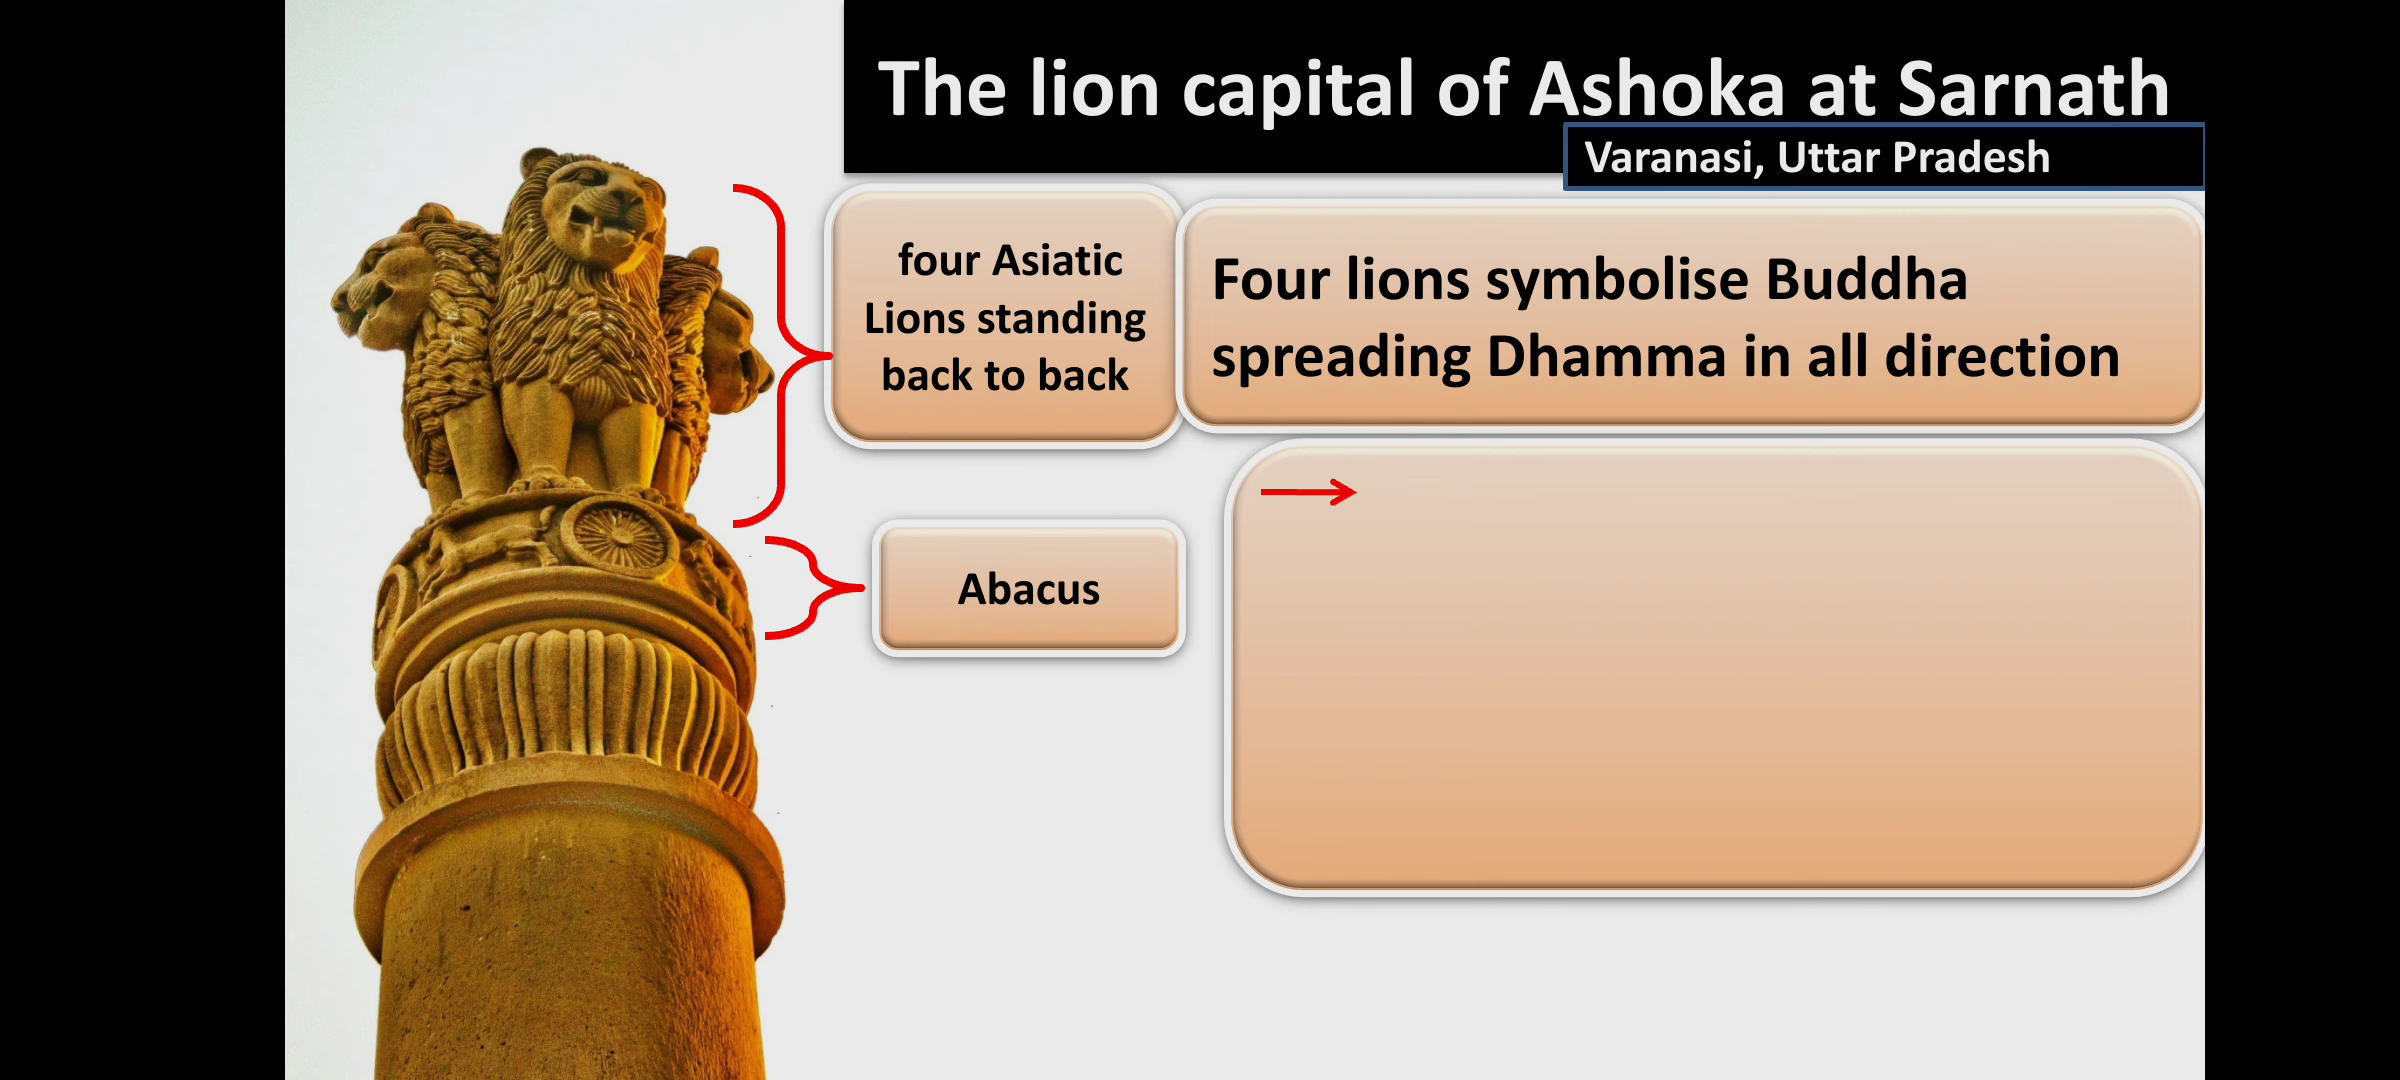 The lion capital of Ashoka at Sarnath
Varanasi, Uttar Pradesh
four Asiatic
Lions standing
back to back
Four lions symbolise Buddha
spreading Dhamma in all direction
Abacus